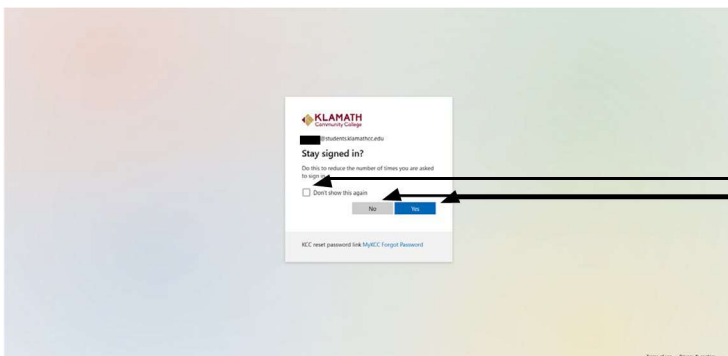 KLAMATH
Community College
@students.klamathcc.edu
Stay signed in?
Do this to reduce the number of times you are asked
to sign in.
Don't show this again
No Yes
KCC reset password link MyKCC Forgot Password